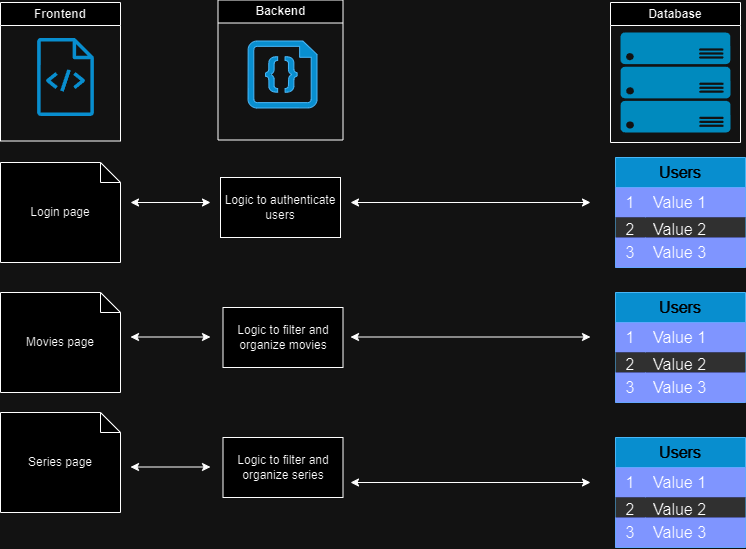 Frontend
Backend
Database
</>
{}
Login page
Logic to authenticate
users
Users
1 Value 1
2 Value 2
3 Value 3
Movies page
Logic to filter and
organize movies
Users
1 Value 1
2 Value 2
3 Value 3
Series page
Logic to filter and
organize series
Users
1 Value 1
2 Value 2
3 Value 3